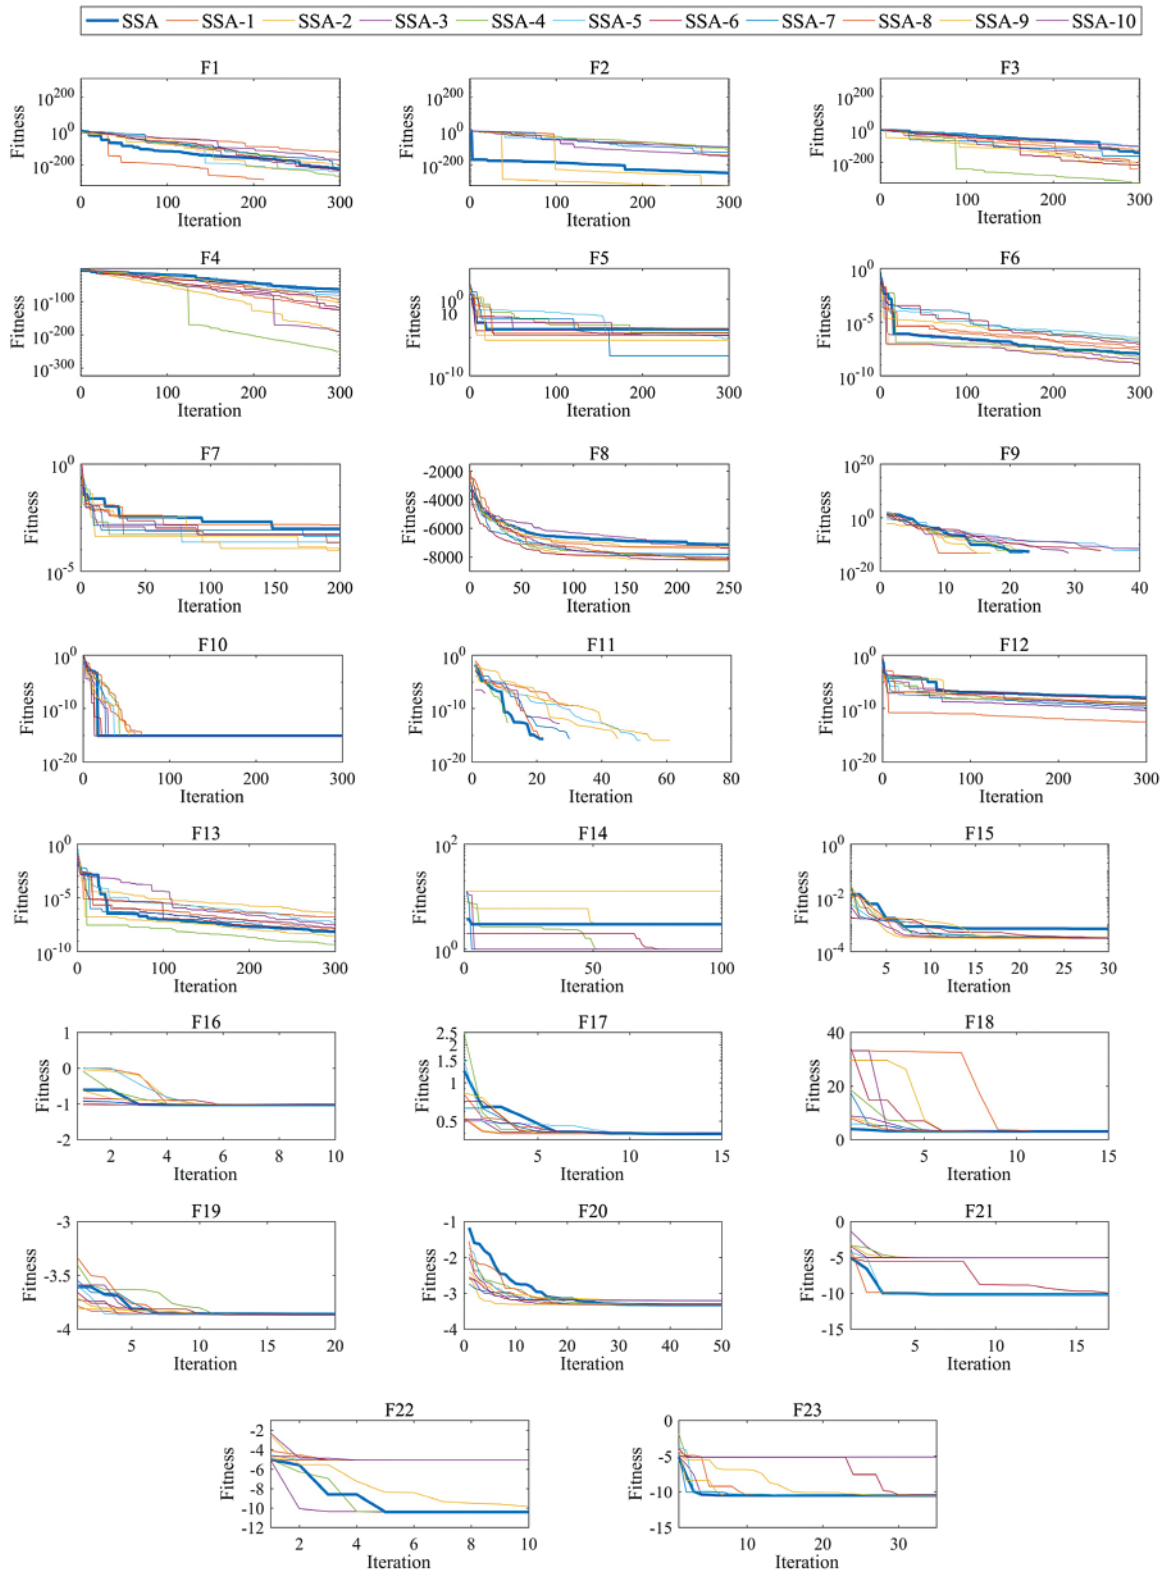 SSA SSA-1 SSA-2 SSA-3 SSA-4 SSA-5 SSA-6 SSA-7 SSA-8 SSA-9 SSA-10
F1 F2 F3
Fitness 10^200 10^0 10^-200 Fitness 10^200 10^0 10^-200 Fitness 10^200 10^0 10^-200
0 100 200 300 0 100 200 300 0 100 200 300
Iteration Iteration Iteration
F4 F5 F6
Fitness 10^-100 10^-200 10^-300 Fitness 10^0 10^-10 Fitness 10^0 10^-5 10^-10
0 100 200 300 0 100 200 300 0 100 200 300
Iteration Iteration Iteration
F7 F8 F9
Fitness 10^0 10^-5 Fitness -2000 -4000 -6000 -8000 Fitness 10^20 10^0 10^-20
0 50 100 150 200 0 50 100 150 200 250 0 10 20 30 40
Iteration Iteration Iteration
F10 F11 F12
Fitness 10^0 10^-10 10^-20 Fitness 10^0 10^-10 10^-20 Fitness 10^0 10^-10 10^-20
0 100 200 300 0 20 40 60 80 0 100 200 300
Iteration Iteration Iteration
F13 F14 F15
Fitness 10^0 10^-5 10^-10 Fitness 10^2 10^0 Fitness 10^0 10^-2 10^-4
0 100 200 300 0 50 100 5 10 15 20 25 30
Iteration Iteration Iteration
F16 F17 F18
Fitness 1 0 -1 -2 Fitness 2.5 2 1.5 1 0.5 Fitness 40 20 0
2 4 6 8 10 5 10 15 5 10 15
Iteration Iteration Iteration
F19 F20 F21
Fitness -3 -3.5 -4 Fitness -1 -2 -3 -4 Fitness 0 -5 -10 -15
5 10 15 20 0 10 20 30 40 50 5 10 15
Iteration Iteration Iteration
F22 F23
Fitness -2 -4 -6 -8 -10 -12 Fitness 0 -5 -10 -15
2 4 6 8 10 10 20 30
Iteration Iteration